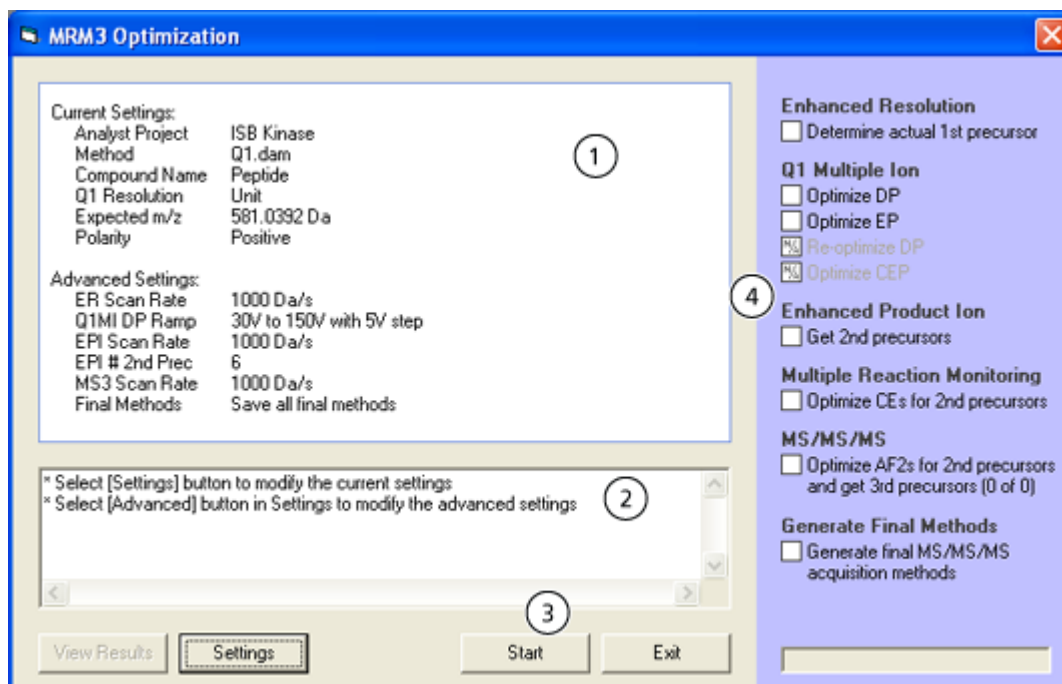 MRM3 Optimization
Current Settings:
Analyst Project ISB Kinase
Method Q1.dam
Compound Name Peptide
Q1 Resolution Unit
Expected m/z 581.0392 Da
Polarity Positive
Advanced Settings:
ER Scan Rate 1000 Da/s
Q1MI DP Ramp 30V to 150V with 5V step
EPI Scan Rate 1000 Da/s
EPI # 2nd Prec 6
MS3 Scan Rate 1000 Da/s
Final Methods Save all final methods
1
* Select [Settings] button to modify the current settings
* Select [Advanced] button in Settings to modify the advanced settings
2
3
View Results Settings Start Exit
4
Enhanced Resolution
Determine actual 1st precursor
Q1 Multiple Ion
Optimize DP
Optimize EP
N/A Re-optimize DP
N/A Optimize CEP
Enhanced Product Ion
Get 2nd precursors
Multiple Reaction Monitoring
Optimize CEs for 2nd precursors
MS/MS/MS
Optimize AF2s for 2nd precursors
and get 3rd precursors (0 of 0)
Generate Final Methods
Generate final MS/MS/MS
acquisition methods